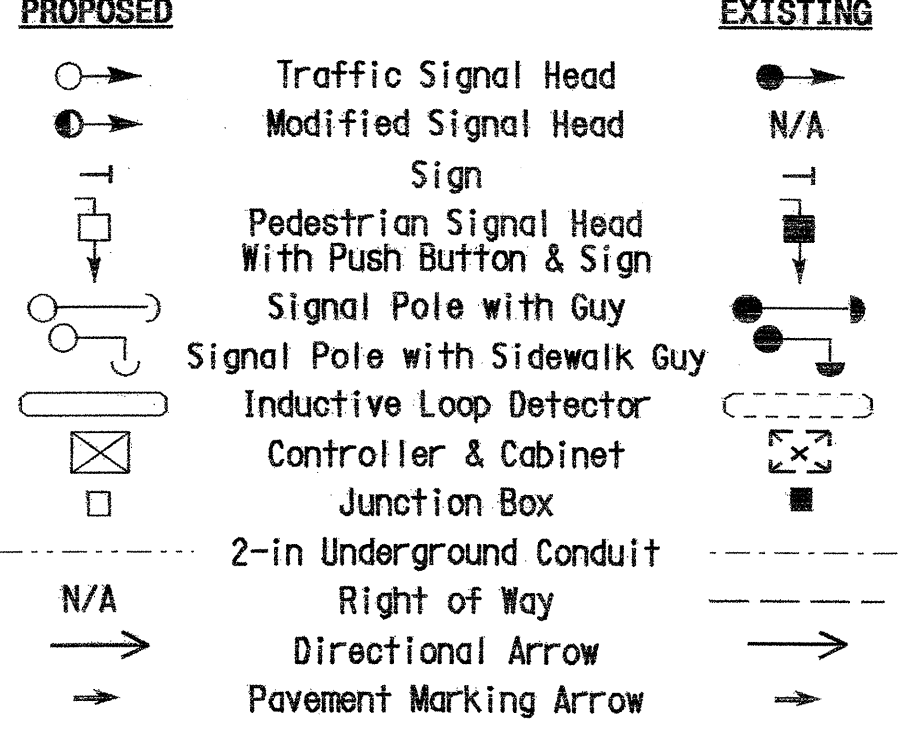 PROPOSED EXISTING
Traffic Signal Head
Modified Signal Head N/A
Sign
Pedestrian Signal Head
With Push Button & Sign
Signal Pole with Guy
Signal Pole with Sidewalk Guy
Inductive Loop Detector
Controller & Cabinet
Junction Box
2-in Underground Conduit
N/A Right of Way
Directional Arrow
Pavement Marking Arrow